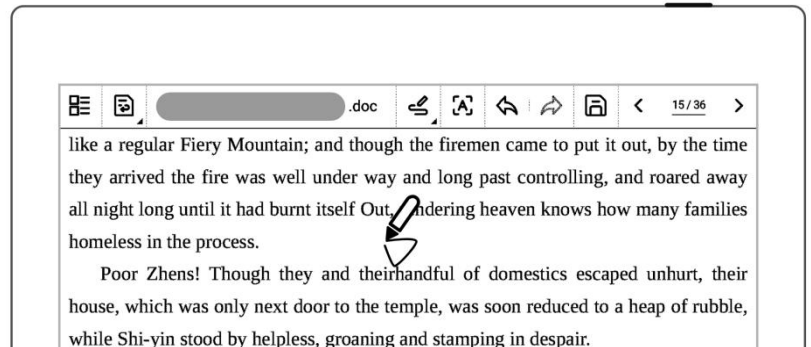 .doc 15/36
like a regular Fiery Mountain; and though the firemen came to put it out, by the time
they arrived the fire was well under way and long past controlling, and roared away
all night long until it had burnt itself Out, ndering heaven knows how many families
homeless in the process.
Poor Zhens! Though they and theirhandful of domestics escaped unhurt, their
house, which was only next door to the temple, was soon reduced to a heap of rubble,
while Shi-yin stood by helpless, groaning and stamping in despair.